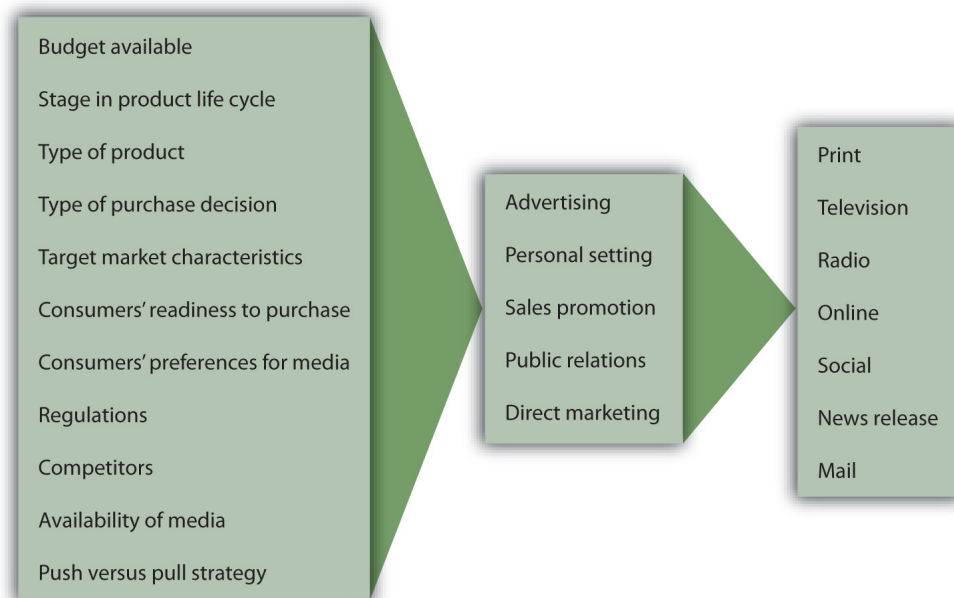 Budget available
Stage in product life cycle
Type of product
Type of purchase decision
Target market characteristics
Consumers’ readiness to purchase
Consumers’ preferences for media
Regulations
Competitors
Availability of media
Push versus pull strategy
Advertising
Personal setting
Sales promotion
Public relations
Direct marketing
Print
Television
Radio
Online
Social
News release
Mail